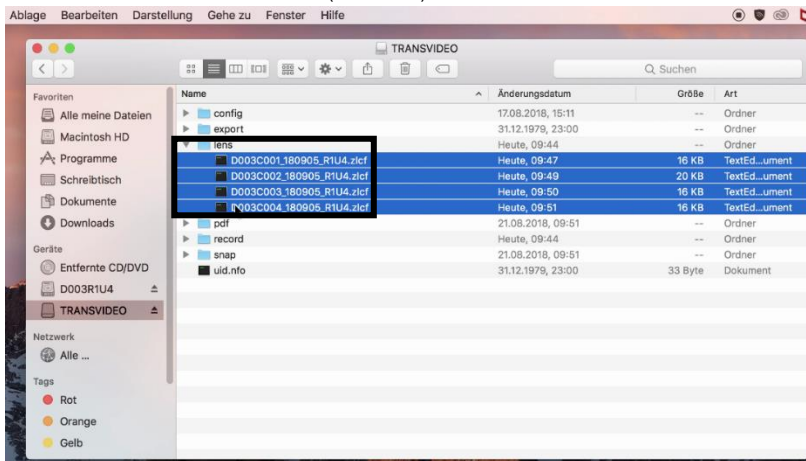 Ablage Bearbeiten Darstellung Gehe zu Fenster Hilfe
TRANSVIDEO
Suchen
Favoriten
Alle meine Dateien
Macintosh HD
Programme
Schreibtisch
Dokumente
Downloads
Geräte
Entfernte CD/DVD
D003R1U4
TRANSVIDEO
Netzwerk
Alle ...
Tags
Rot
Orange
Gelb
Name Änderungsdatum Größe Art
config 17.08.2018, 15:11 -- Ordner
export 31.12.1979, 23:00 -- Ordner
lens Heute, 09:44 -- Ordner
D003C001_180905_R1U4.zlcf Heute, 09:47 16 KB TextEd...ument
D003C002_180905_R1U4.zlcf Heute, 09:49 20 KB TextEd...ument
D003C003_180905_R1U4.zlcf Heute, 09:50 16 KB TextEd...ument
D003C004_180905_R1U4.zlcf Heute, 09:51 16 KB TextEd...ument
pdf 21.08.2018, 09:51 -- Ordner
record Heute, 09:44 -- Ordner
snap 21.08.2018, 09:51 -- Ordner
uid.nfo 31.12.1979, 23:00 33 Byte Dokument